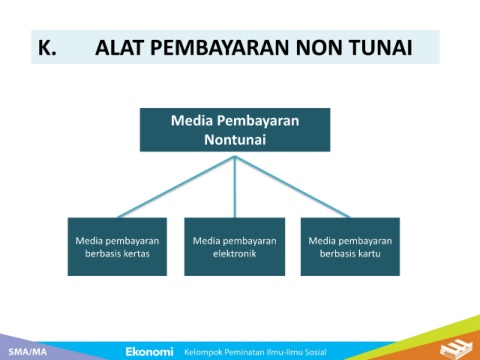 K. ALAT PEMBAYARAN NON TUNAI
Media Pembayaran
Nontunai
Media pembayaran
berbasis kertas
Media pembayaran
elektronik
Media pembayaran
berbasis kartu
SMA/MA
Ekonomi Kelompok Peminatan Ilmu-Ilmu Sosial